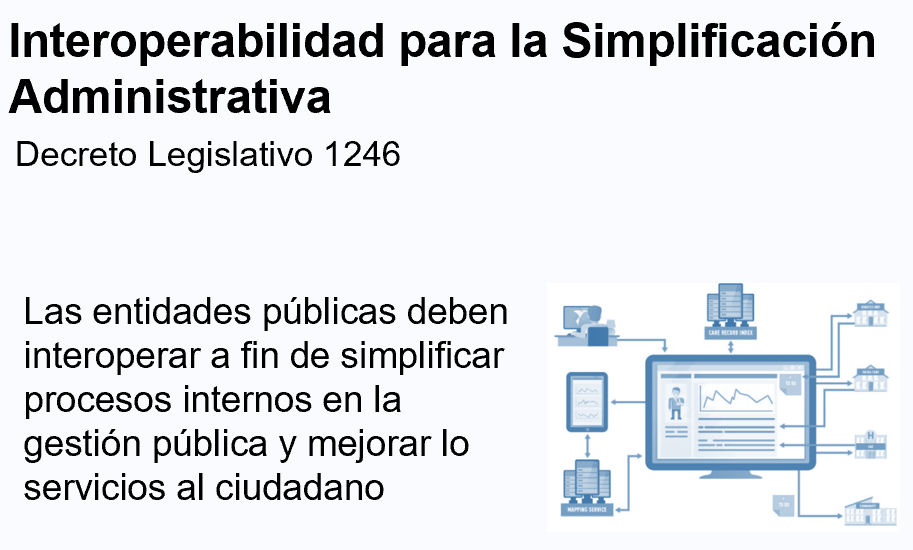 Interoperabilidad para la Simplificación
Administrativa
Decreto Legislativo 1246
Las entidades públicas deben
interoperar a fin de simplificar
procesos internos en la
gestión pública y mejorar lo
servicios al ciudadano
CARE RECORD INDEX
MAPPING SERVICE